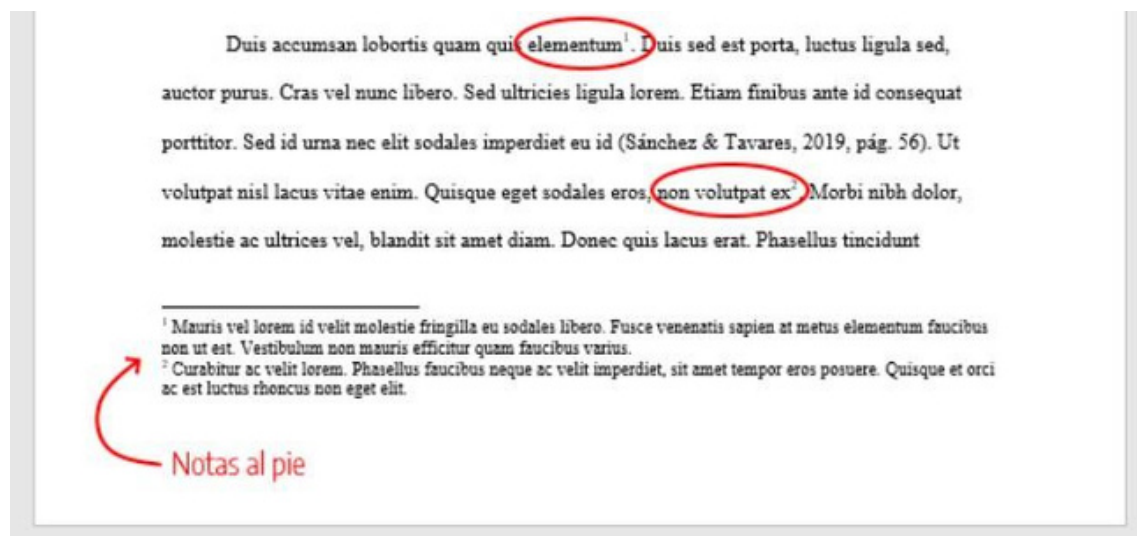 Duis accumsan lobortis quam quis elementum¹. Duis sed est porta, luctus ligula sed,
auctor purus. Cras vel nunc libero. Sed ultricies ligula lorem. Etiam finibus ante id consequat
porttitor. Sed id urna nec elit sodales imperdiet eu id (Sánchez & Tavares, 2019, pág. 56). Ut
volutpat nisl lacus vitae enim. Quisque eget sodales eros, non volutpat ex². Morbi nibh dolor,
molestie ac ultrices vel, blandit sit amet diam. Donec quis lacus erat. Phasellus tincidunt
¹ Mauris vel lorem id velit molestie fringilla eu sodales libero. Fusce venenatis sapien at metus elementum faucibus
non ut est. Vestibulum non mauris efficitur quam faucibus varius.
² Curabitur ac velit lorem. Phasellus faucibus neque ac velit imperdiet, sit amet tempor eros posuere. Quisque et orci
ac est luctus rhoncus non eget elit.
Notas al pie